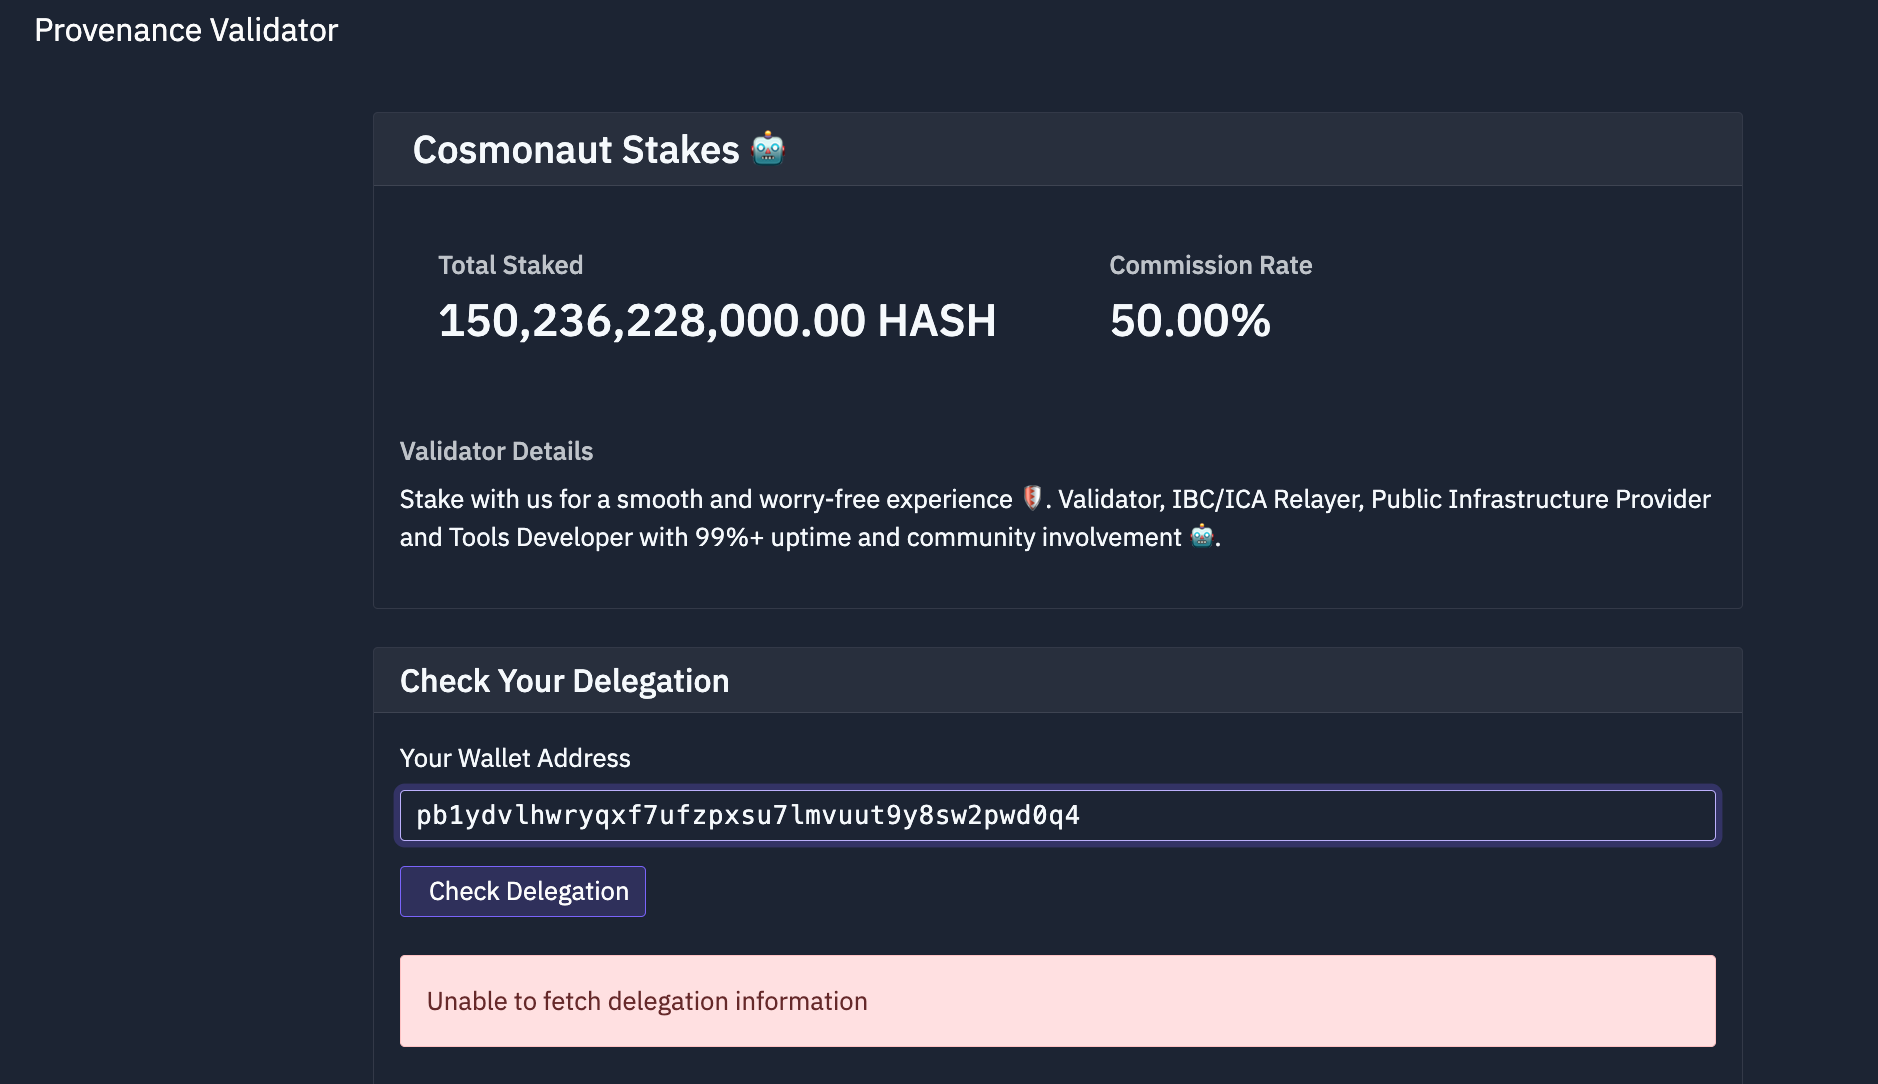 Provenance Validator
Cosmonaut Stakes 🤖
Total Staked
Commission Rate
150,236,228,000.00 HASH
50.00%
Validator Details
Stake with us for a smooth and worry-free experience 🛡️. Validator, IBC/ICA Relayer, Public Infrastructure Provider
and Tools Developer with 99%+ uptime and community involvement 🤖.
Check Your Delegation
Your Wallet Address
pb1ydvlhwryqxf7ufzpxsu7lmvuut9y8sw2pwd0q4
Check Delegation
Unable to fetch delegation information